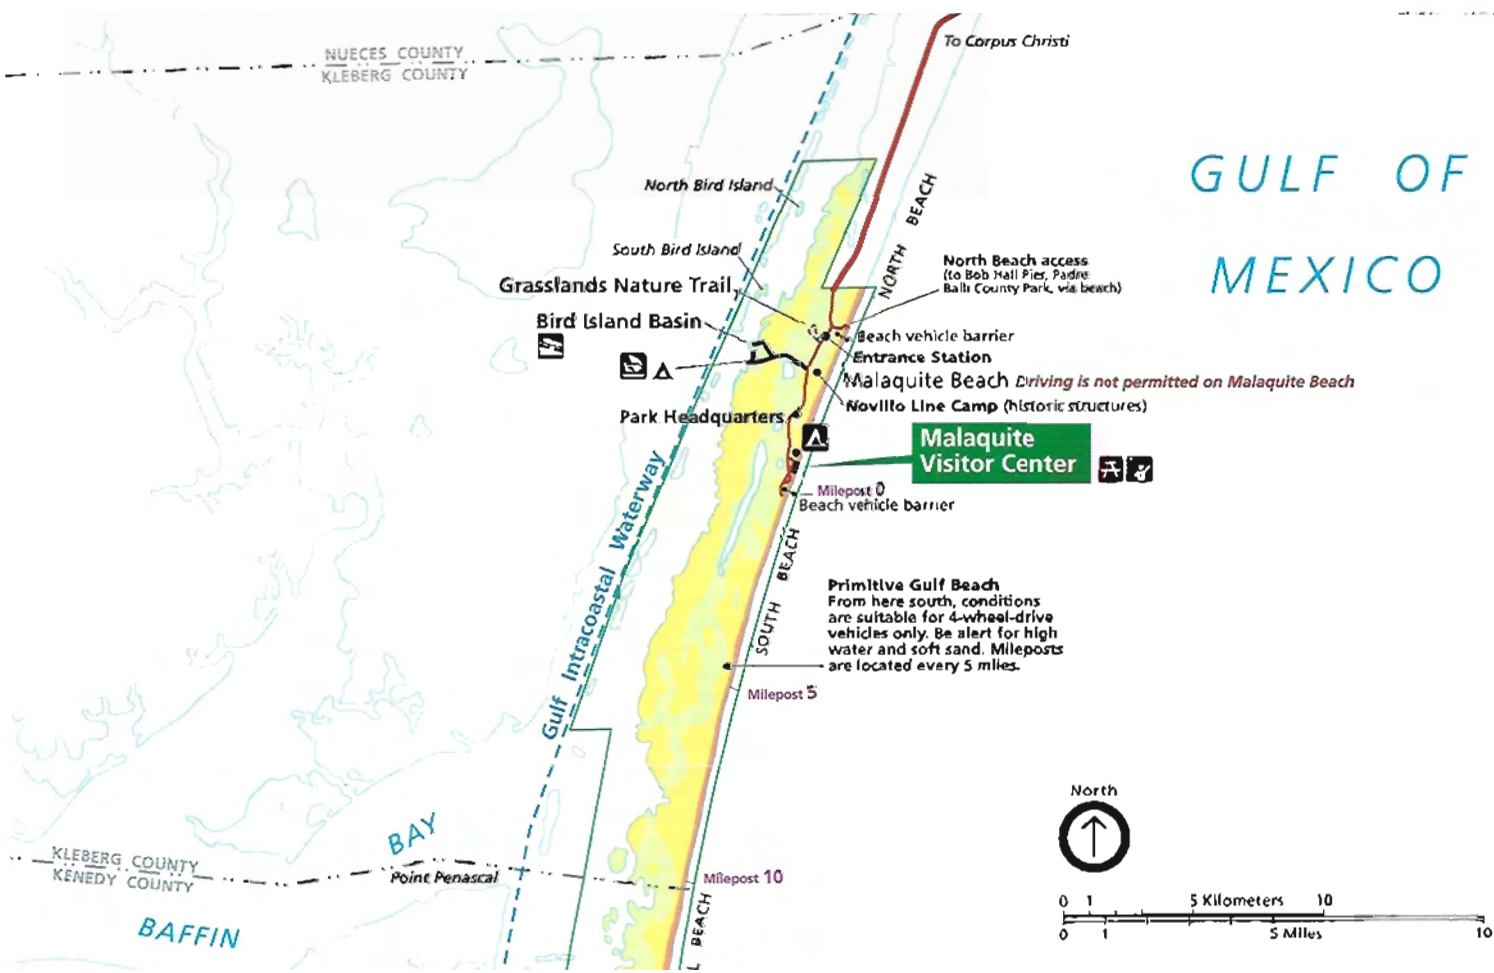 To Corpus Christi
NUECES COUNTY
KLEBERG COUNTY
GULF OF
MEXICO
North Bird Island
NORTH BEACH
South Bird Island
North Beach access
(to Bob Hall Pier, Padre
Balli County Park, via beach)
Grasslands Nature Trail
Bird Island Basin
Beach vehicle barrier
Entrance Station
Malaquite Beach Driving is not permitted on Malaquite Beach
Novillo Line Camp (historic structures)
Park Headquarters
Malaquite
Visitor Center
Milepost 0
Beach vehicle barrier
Gulf Intracoastal Waterway
SOUTH BEACH
Primitive Gulf Beach
From here south, conditions
are suitable for 4-wheel-drive
vehicles only. Be alert for high
water and soft sand. Mileposts
are located every 5 miles.
Milepost 5
North
BAY
KLEBERG COUNTY
KENEDY COUNTY
Point Penascal
Milepost 10
BAFFIN
L BEACH
0 1 5 Kilometers 10
0 1 5 Miles 10